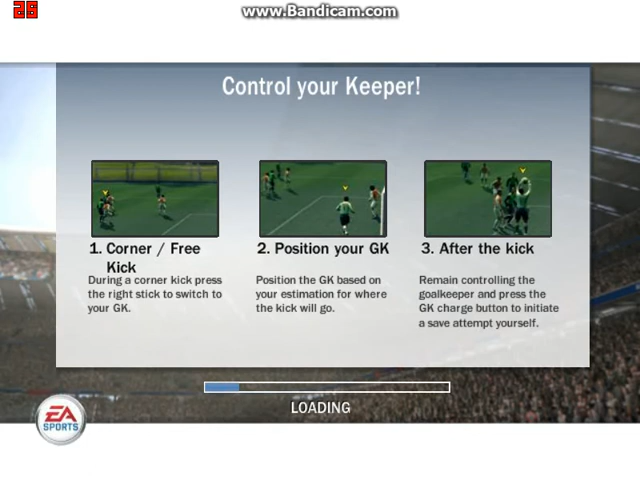 26
www.Bandicam.com
Control your Keeper!
1. Corner / Free
Kick
During a corner kick press
the right stick to switch to
your GK.
2. Position your GK
Position the GK based on
your estimation for where
the kick will go.
3. After the kick
Remain controlling the
goalkeeper and press the
GK charge button to initiate
a save attempt yourself.
LOADING
EA
SPORTS